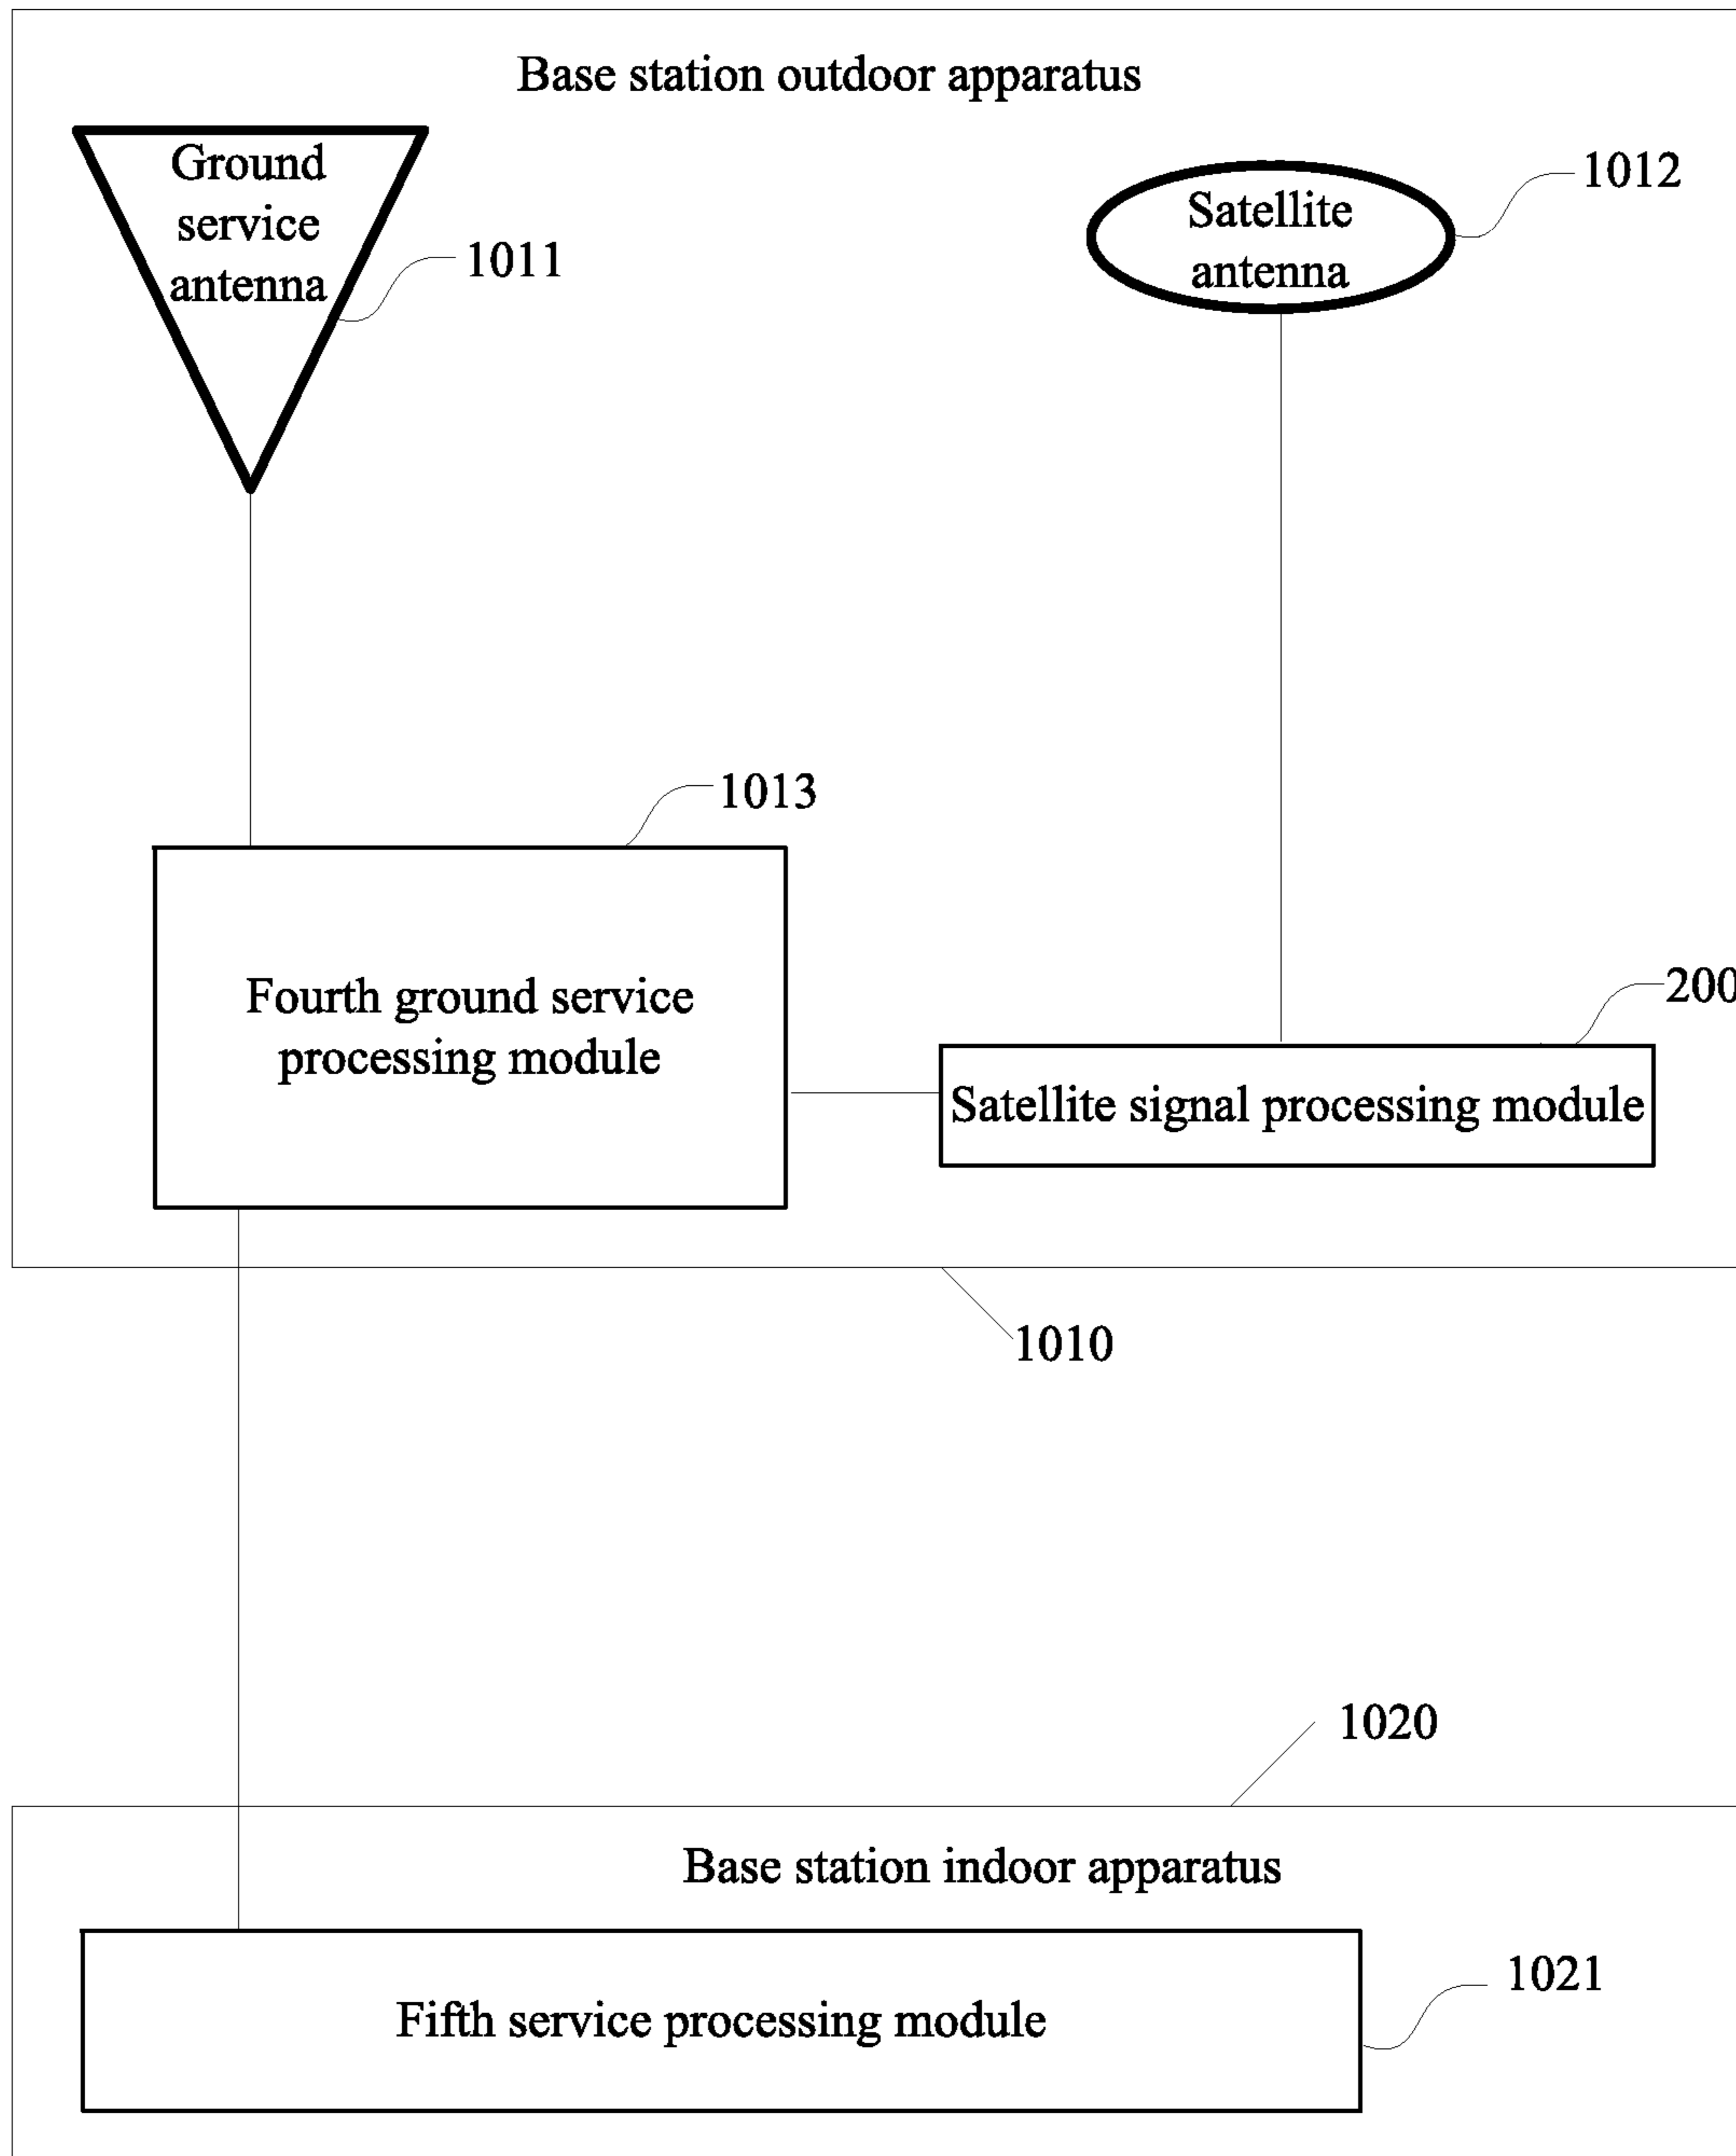 Base station outdoor apparatus
Ground
service
antenna
1011
Satellite
antenna
1012
1013
Fourth ground service
processing module
200
Satellite signal processing module
1010
1020
Base station indoor apparatus
Fifth service processing module
1021